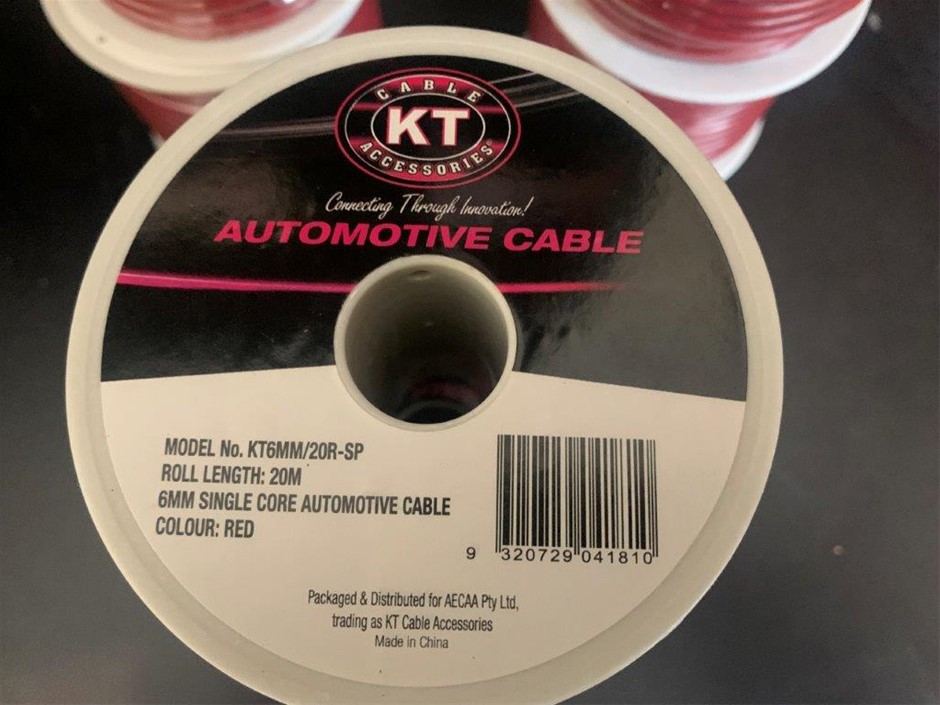 CABLE
KT
ACCESSORIES®
Connecting Through Innovation!
AUTOMOTIVE CABLE
MODEL No. KT6MM/20R-SP
ROLL LENGTH: 20M
6MM SINGLE CORE AUTOMOTIVE CABLE
COLOUR: RED
9 320729 041810
Packaged & Distributed for AECAA Pty Ltd,
trading as KT Cable Accessories
Made in China